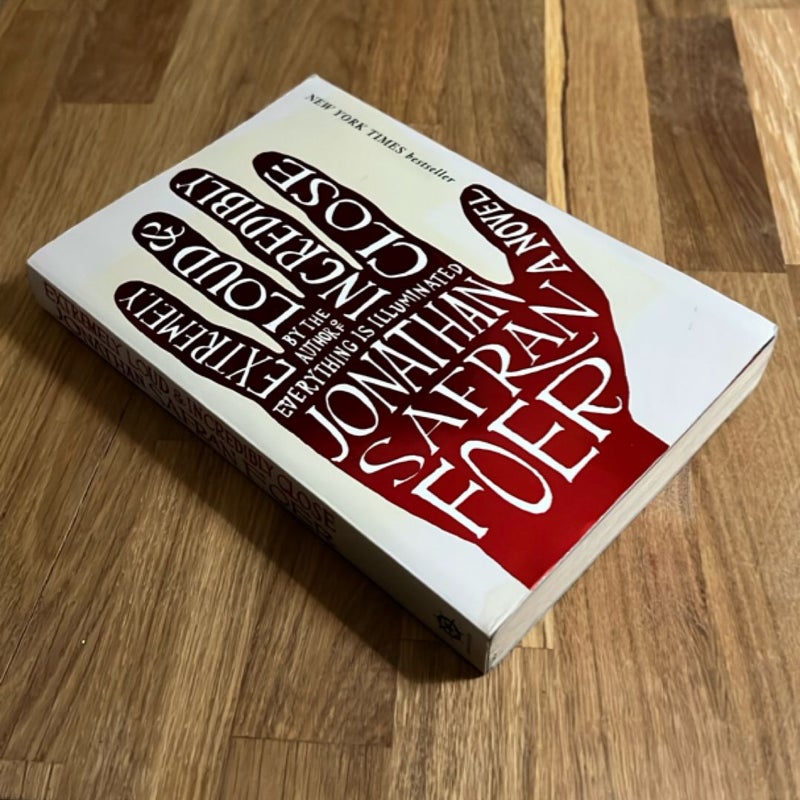 NEW YORK TIMES bestseller
EXTREMELY
LOUD &
INCREDIBLY
CLOSE
A NOVEL
BY THE
AUTHOR OF
EVERYTHING IS ILLUMINATED
JONATHAN
SAFRAN
FOER
EXTREMELY LOUD & INCREDIBLY CLOSE
JONATHAN SAFRAN FOER